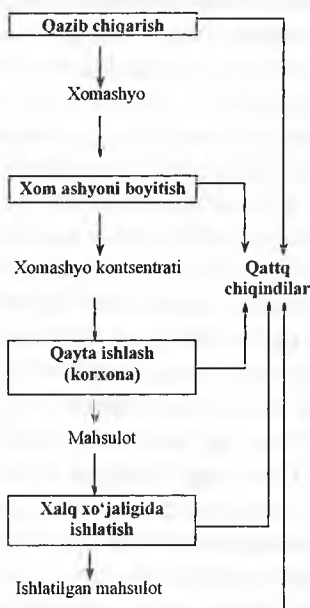 Qazib chiqarish
Xomashyo
Xom ashyoni boyitish
Xomashyo kontsentrati
Qattq
chiqindilar
Qayta ishlash
(korxona)
Mahsulot
Xalq xo‘jaligida
ishlatish
Ishlatilgan mahsulot